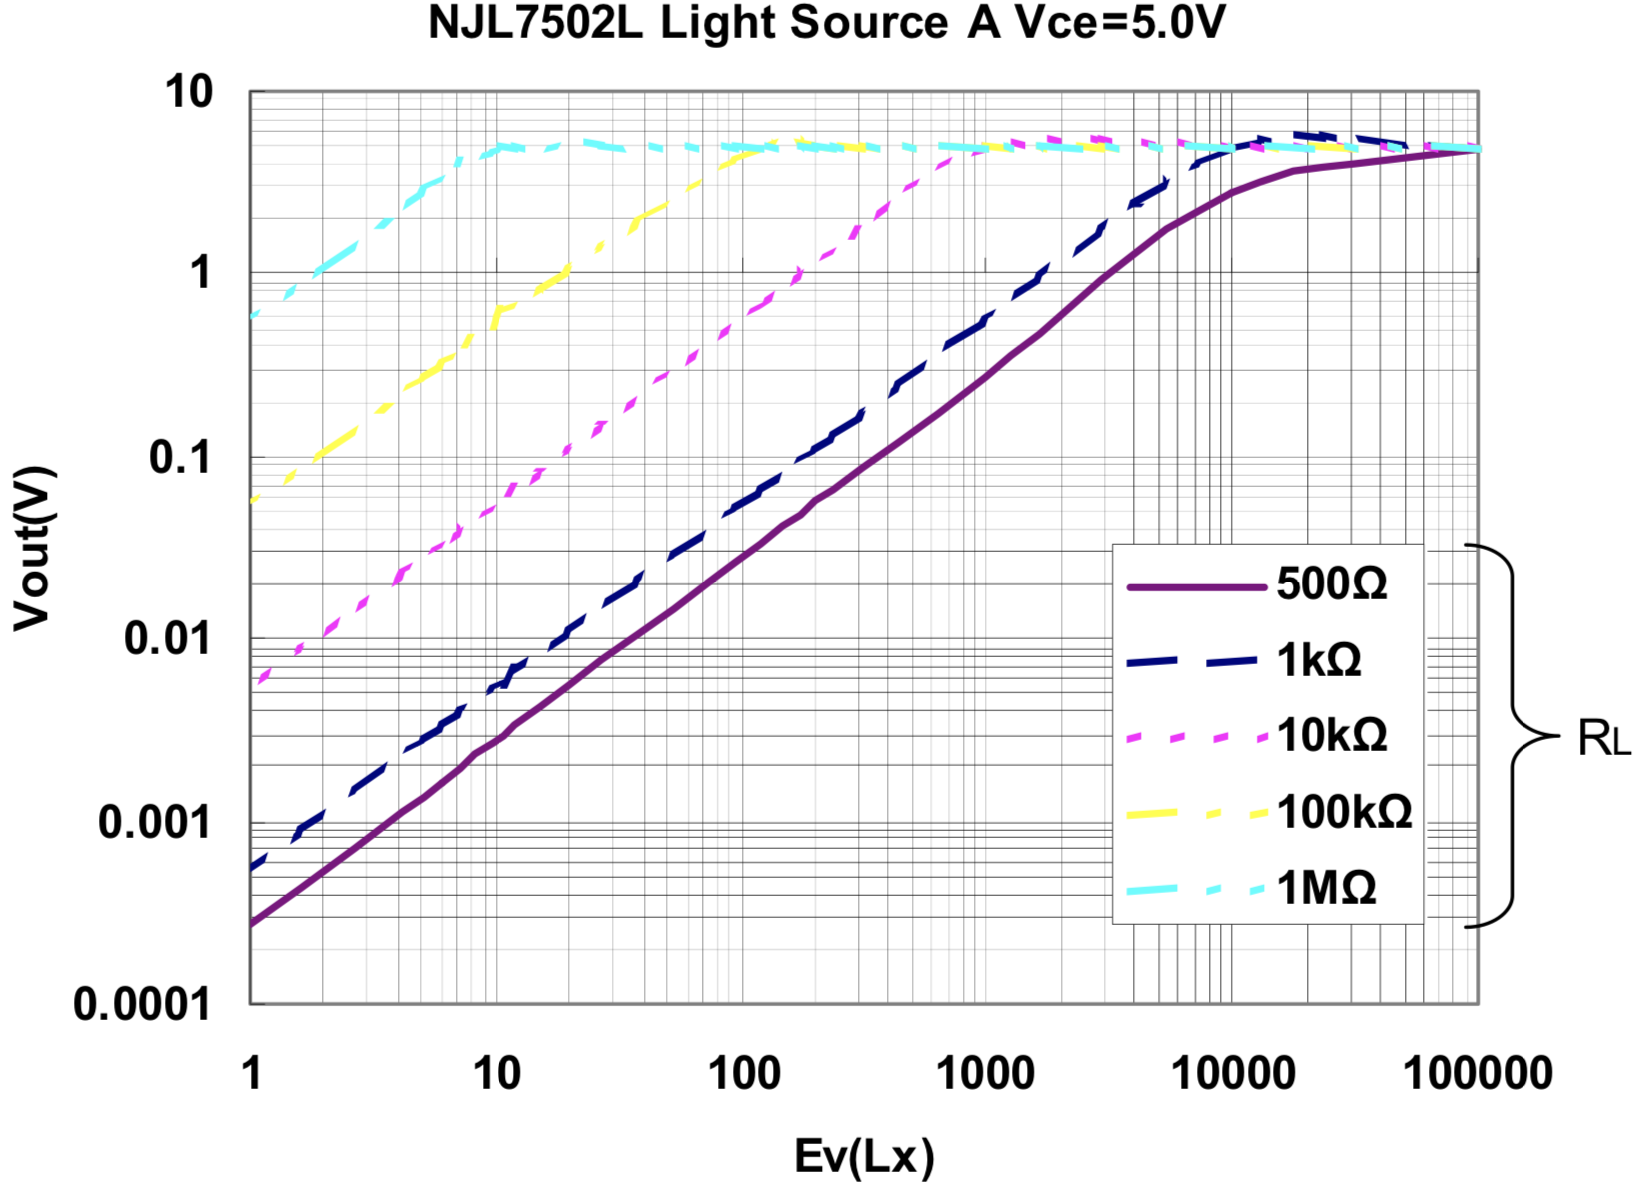 NJL7502L Light Source A Vce=5.0V
10
1
0.1
0.01
0.001
0.0001
Vout(V)
500Ω
1kΩ
10kΩ
100kΩ
1MΩ
RL
1 10 100 1000 10000 100000
Ev(Lx)